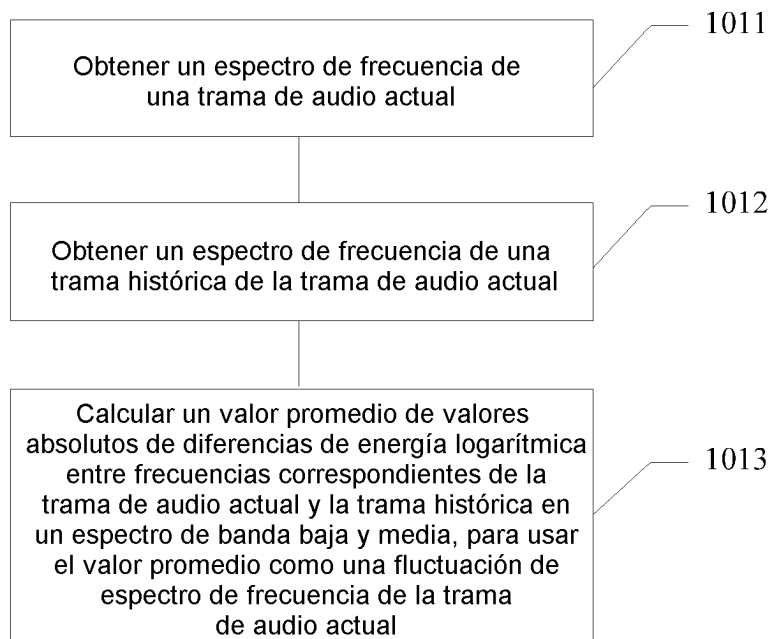 1011
Obtener un espectro de frecuencia de
una trama de audio actual
1012
Obtener un espectro de frecuencia de una
trama histórica de la trama de audio actual
Calcular un valor promedio de valores
absolutos de diferencias de energía logarítmica
entre frecuencias correspondientes de la
trama de audio actual y la trama histórica en
un espectro de banda baja y media, para usar
el valor promedio como una fluctuación de
espectro de frecuencia de la trama
de audio actual
1013